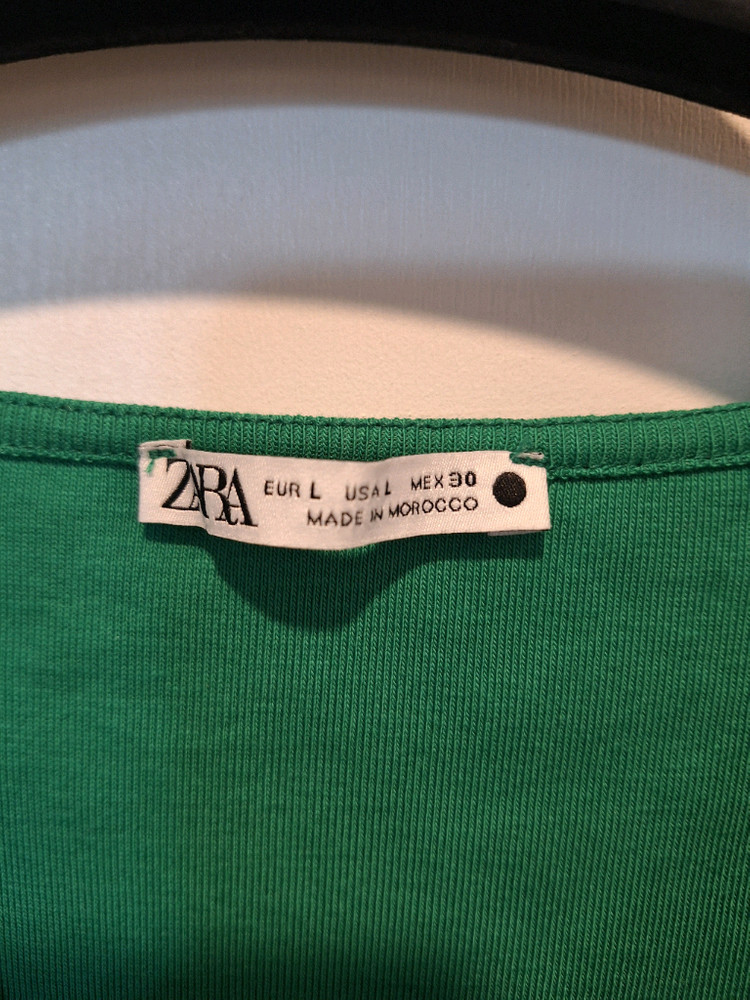 ZARA EUR L USA L MEX 30
MADE IN MOROCCO